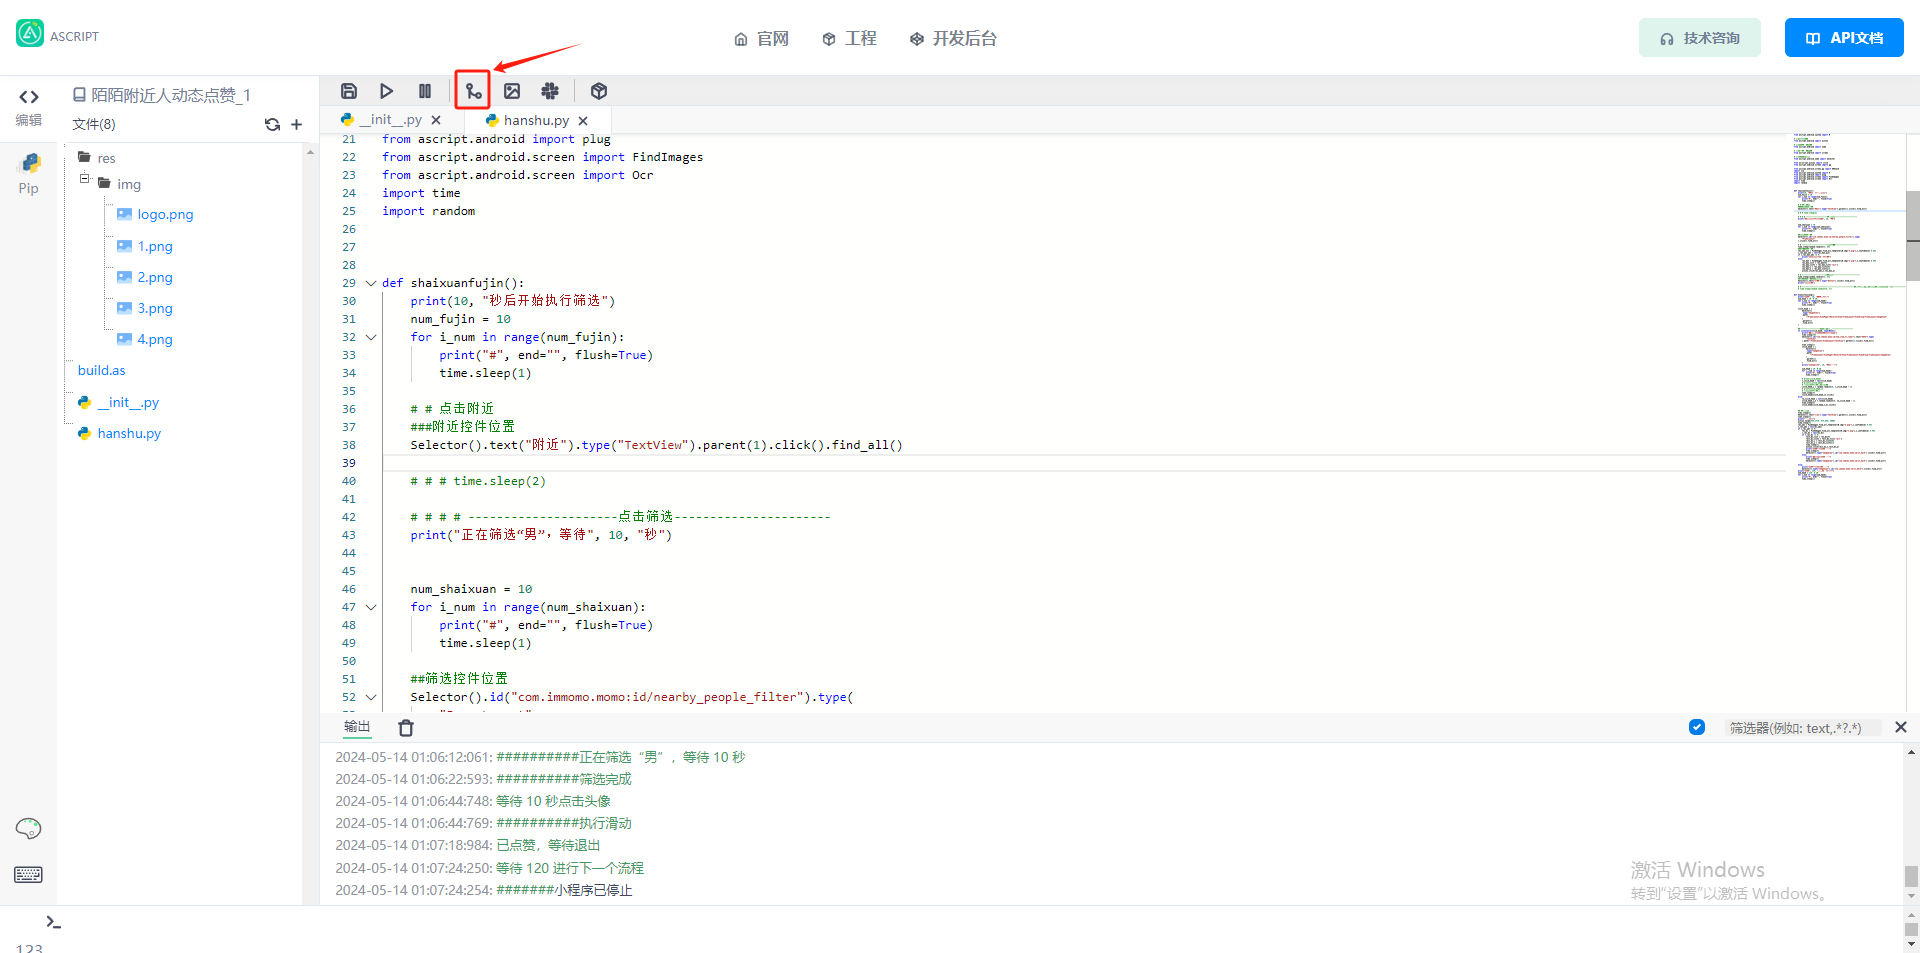 ASCRIPT
官网
工程
开发后台
技术咨询
API文档
编辑
Pip
陌陌附近人动态点赞_1
文件(8)
res
img
logo.png
1.png
2.png
3.png
4.png
build.as
__init__.py
hanshu.py
__init__.py
hanshu.py
21 from ascript.android import plug
22 from ascript.android.screen import FindImages
23 from ascript.android.screen import Ocr
24 import time
25 import random
26
27
28
29 def shaixuanfujin():
30 print(10, "秒后开始执行筛选")
31 num_fujin = 10
32 for i_num in range(num_fujin):
33 print("#", end="", flush=True)
34 time.sleep(1)
35
36 # # 点击附近
37 ###附近控件位置
38 Selector().text("附近").type("TextView").parent(1).click().find_all()
39
40 # # # time.sleep(2)
41
42 # # # # ---------------------点击筛选----------------------
43 print("正在筛选“男”，等待", 10, "秒")
44
45
46 num_shaixuan = 10
47 for i_num in range(num_shaixuan):
48 print("#", end="", flush=True)
49 time.sleep(1)
50
51 ##筛选控件位置
52 Selector().id("com.immomo.momo:id/nearby_people_filter").type(
输出
筛选器(例如: text,.*?.*)
2024-05-14 01:06:12:061: ##########正在筛选“男”，等待 10 秒
2024-05-14 01:06:22:593: ##########筛选完成
2024-05-14 01:06:44:748: 等待 10 秒点击头像
2024-05-14 01:06:44:769: ##########执行滑动
2024-05-14 01:07:18:984: 已点赞，等待退出
2024-05-14 01:07:24:250: 等待 120 进行下一个流程
2024-05-14 01:07:24:254: #######小程序已停止
激活 Windows
转到“设置”以激活 Windows。
123